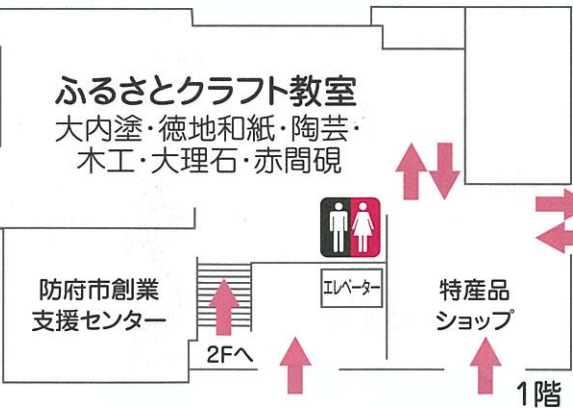 ふるさとクラフト教室
大内塗・徳地和紙・陶芸・
木工・大理石・赤間硯
防府市創業
支援センター
2Fへ
エレベーター
特産品
ショップ
1階